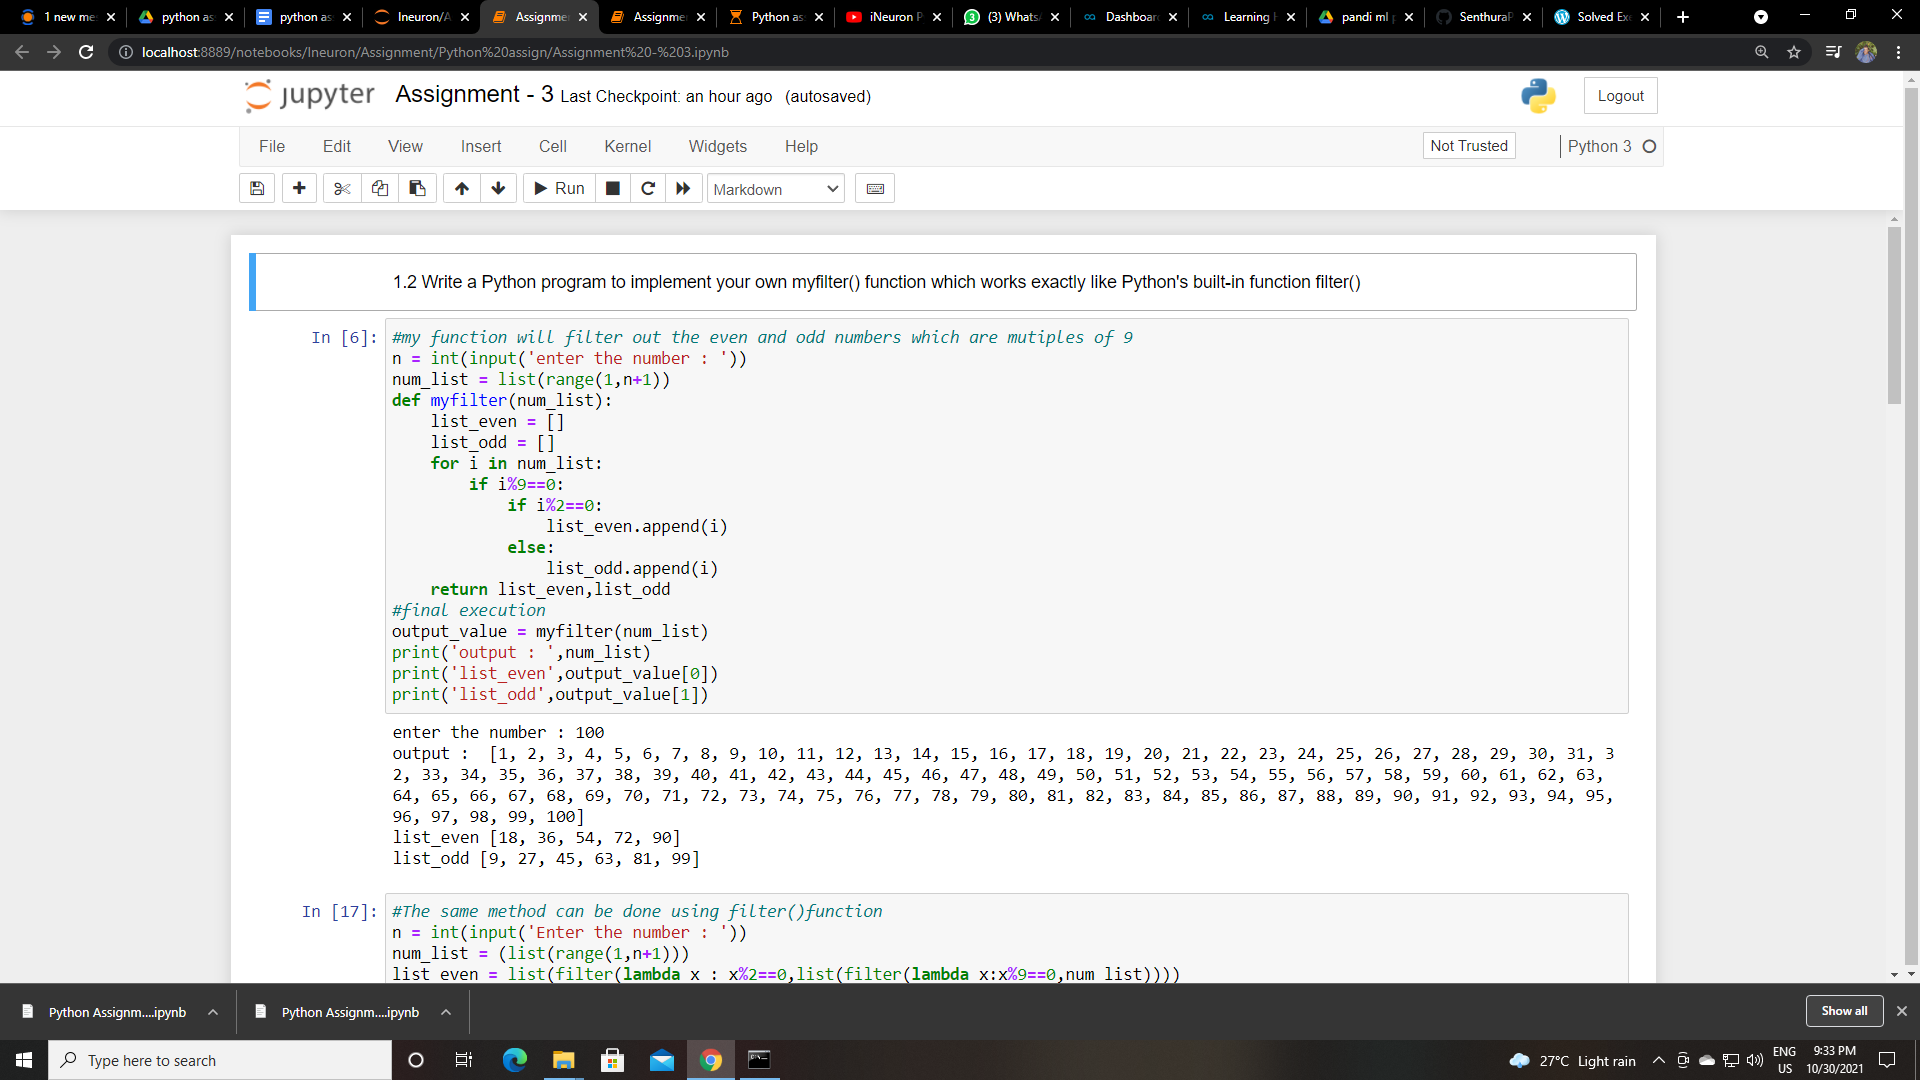 1 new me
python as
python as
Ineuron/A
Assignme
Assignme
Python as
iNeuron P
(3) Whats
Dashboar
Learning
pandi ml
SenthuraP
Solved Ex
localhost:8889/notebooks/Ineuron/Assignment/Python%20assign/Assignment%20-%203.ipynb
jupyter Assignment - 3 Last Checkpoint: an hour ago (autosaved)
Logout
File Edit View Insert Cell Kernel Widgets Help
Not Trusted
Python 3
Run
Markdown
1.2 Write a Python program to implement your own myfilter() function which works exactly like Python's built-in function filter()
In [6]:
#my function will filter out the even and odd numbers which are mutiples of 9
n = int(input('enter the number : '))
num_list = list(range(1,n+1))
def myfilter(num_list):
    list_even = []
    list_odd = []
    for i in num_list:
        if i%9==0:
            if i%2==0:
                list_even.append(i)
            else:
                list_odd.append(i)
    return list_even,list_odd
#final execution
output_value = myfilter(num_list)
print('output : ',num_list)
print('list_even',output_value[0])
print('list_odd',output_value[1])
enter the number : 100
output :  [1, 2, 3, 4, 5, 6, 7, 8, 9, 10, 11, 12, 13, 14, 15, 16, 17, 18, 19, 20, 21, 22, 23, 24, 25, 26, 27, 28, 29, 30, 31, 3
2, 33, 34, 35, 36, 37, 38, 39, 40, 41, 42, 43, 44, 45, 46, 47, 48, 49, 50, 51, 52, 53, 54, 55, 56, 57, 58, 59, 60, 61, 62, 63,
64, 65, 66, 67, 68, 69, 70, 71, 72, 73, 74, 75, 76, 77, 78, 79, 80, 81, 82, 83, 84, 85, 86, 87, 88, 89, 90, 91, 92, 93, 94, 95,
96, 97, 98, 99, 100]
list_even [18, 36, 54, 72, 90]
list_odd [9, 27, 45, 63, 81, 99]
In [17]:
#The same method can be done using filter()function
n = int(input('Enter the number : '))
num_list = (list(range(1,n+1)))
list even = list(filter(lambda x : x%2==0,list(filter(lambda x:x%9==0,num list))))
Python Assignm....ipynb
Python Assignm....ipynb
Show all
Type here to search
27°C Light rain
ENG
US
9:33 PM
10/30/2021